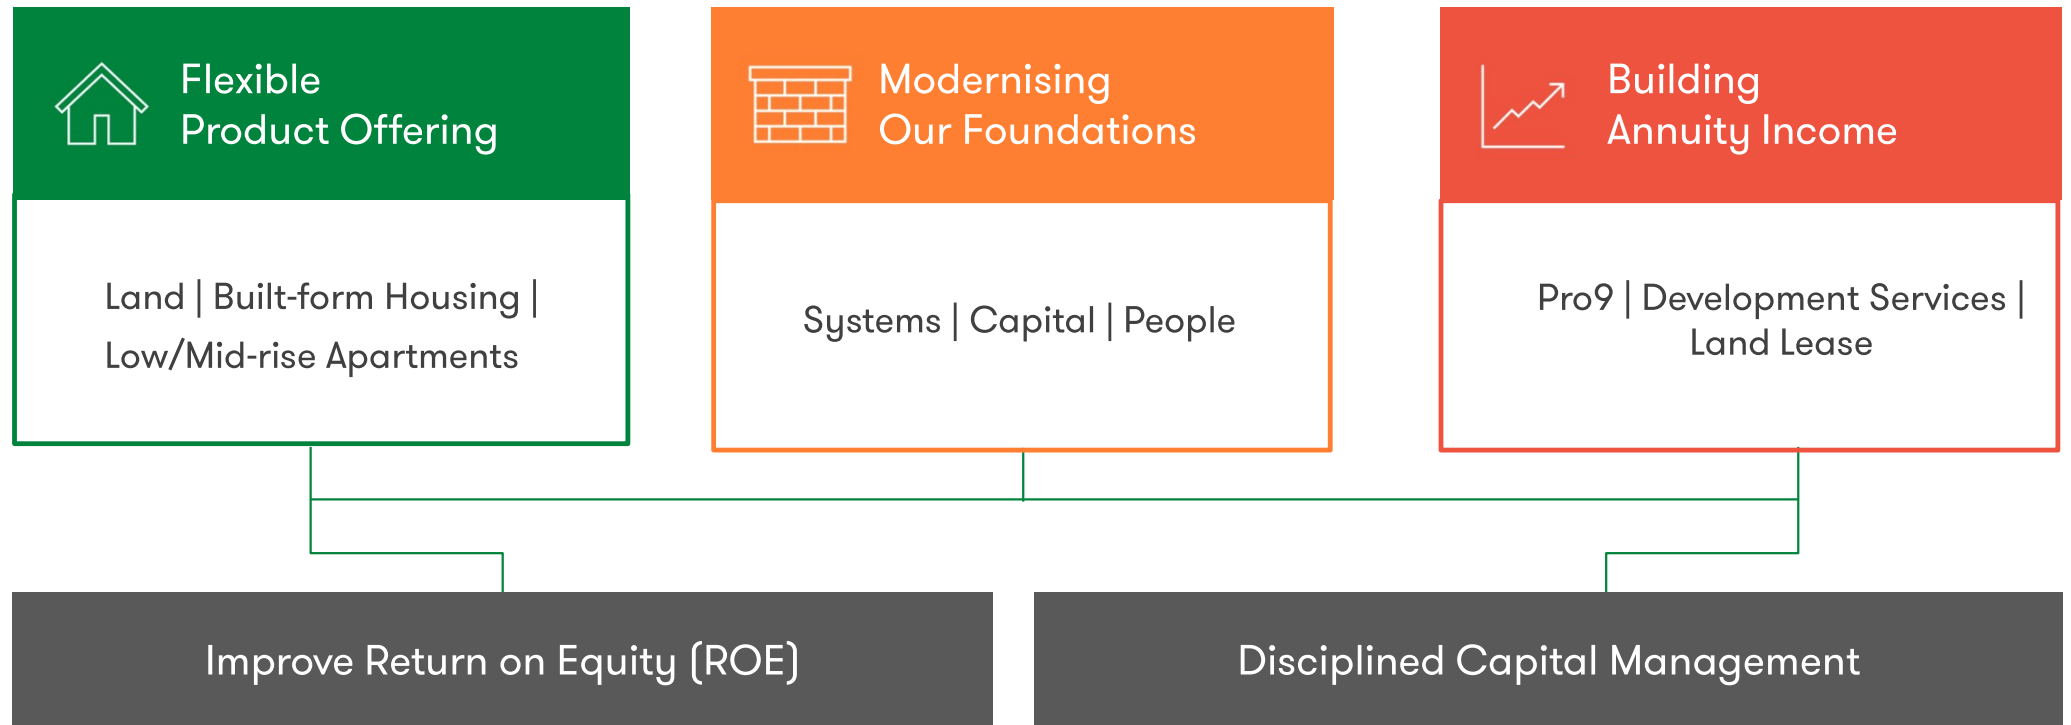 Flexible
Product Offering
Land | Built-form Housing |
Low/Mid-rise Apartments
Modernising
Our Foundations
Systems | Capital | People
Building
Annuity Income
Pro9 | Development Services |
Land Lease
Improve Return on Equity (ROE)
Disciplined Capital Management